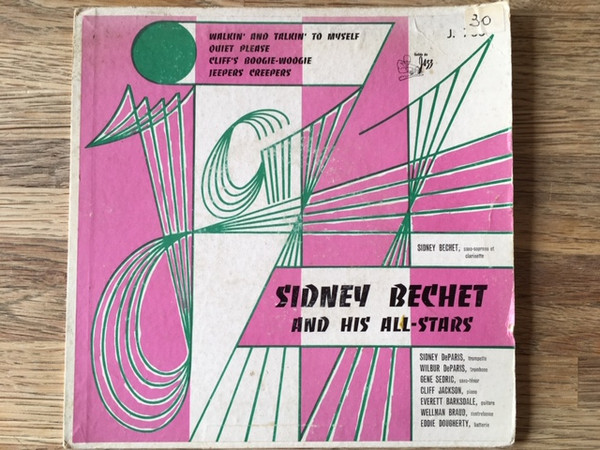 WALKIN' AND TALKIN' TO MYSELF
QUIET PLEASE
CLIFF'S BOOGIE-WOOGIE
JEEPERS CREEPERS
30
J.
Jazz
SIDNEY BECHET, saxo-soprano et
clarinette
SIDNEY BECHET
AND HIS ALL-STARS
SIDNEY DePARIS, trompette
WILBUR DePARIS, trombone
GENE SEDRIC, saxo-ténor
CLIFF JACKSON, piano
EVERETT BARKSDALE, guitare
WELLMAN BRAUD, contrebasse
EDDIE DOUGHERTY, batterie